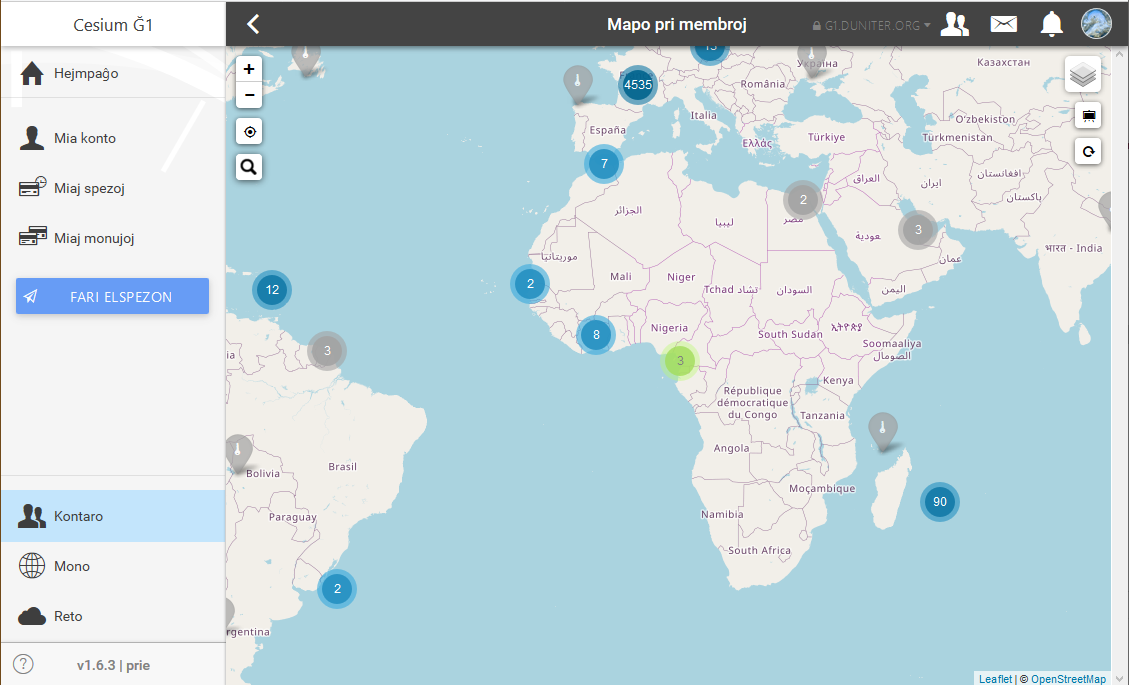 Cesium Ğ1
Mapo pri membroj
G1.DUNITER.ORG
Hejmpaĝo
Mia konto
Miaj spezoj
Miaj monujoj
FARI ELSPEZON
Kontaro
Mono
Reto
v1.6.3 | prie
?
+
−
13
Україна
Казахстан
4535
România
Italia
Oʻzbekiston
España
Ελλάς
Türkiye
Türkmenistan
7
العراق
ایران
افغانستان
پاکستان
2
الجزائر
ليبيا
مصر
3
भारत - India
عمان
موريتانيا
2
Mali
Niger
Tchad تشاد
السودان
اليمن
12
8
Nigeria
South Sudan
ኢትዮጵያ
Soomaaliya
الصومال
3
3
Kenya
République
démocratique
du Congo
Tanzania
Angola
Brasil
Bolivia
Moçambique
90
Paraguay
Namibia
South Africa
2
rgentina
Leaflet | © OpenStreetMap